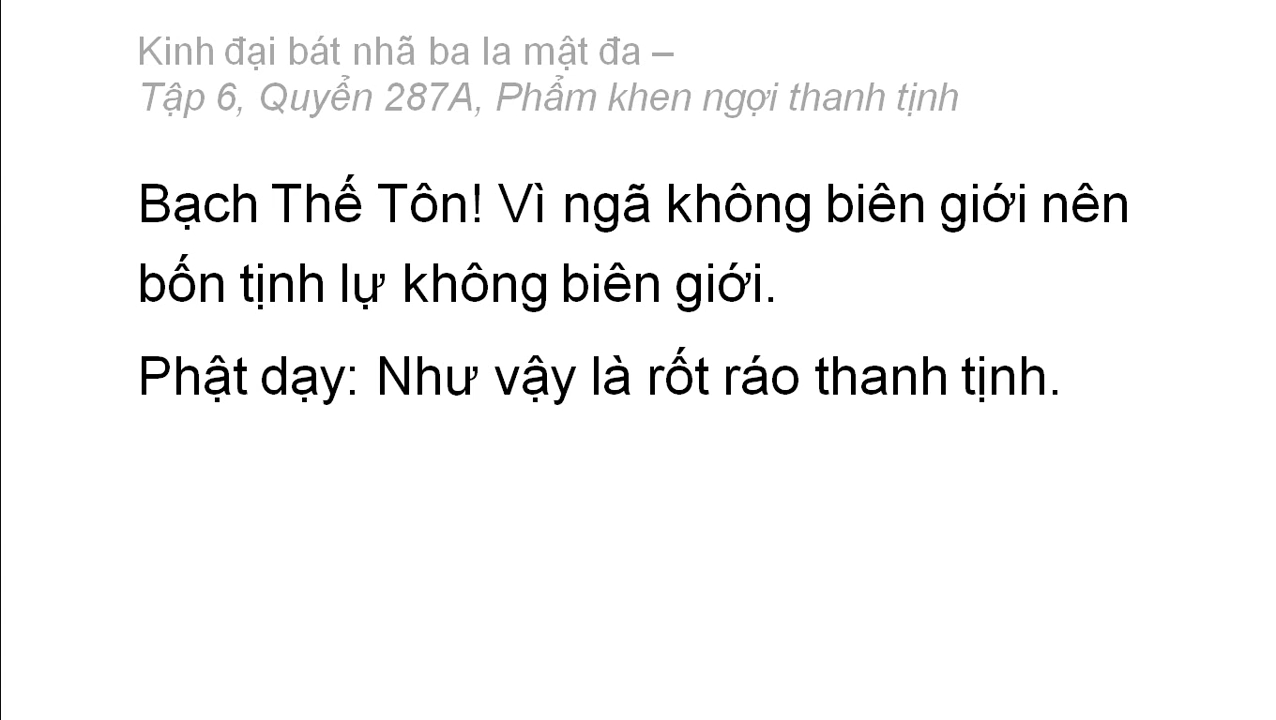 Kinh đại bát nhã ba la mật đa –
Tập 6, Quyển 287A, Phẩm khen ngợi thanh tịnh
Bạch Thế Tôn! Vì ngã không biên giới nên
bốn tịnh lự không biên giới.
Phật dạy: Như vậy là rốt ráo thanh tịnh.